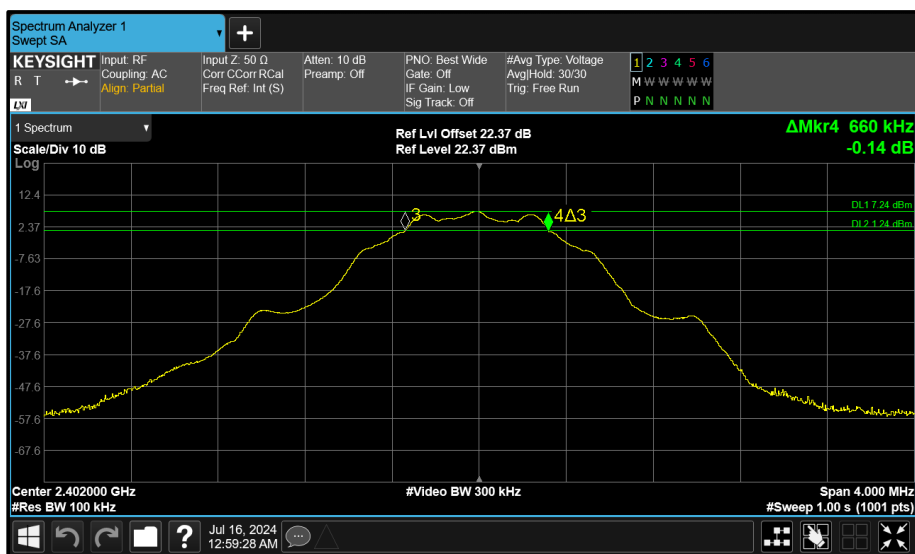 Spectrum Analyzer 1
Swept SA
KEYSIGHT
R T
LXI
Input: RF
Coupling: AC
Align: Partial
Input Z: 50 Ω
Corr CCorr RCal
Freq Ref: Int (S)
Atten: 10 dB
Preamp: Off
PNO: Best Wide
Gate: Off
IF Gain: Low
Sig Track: Off
#Avg Type: Voltage
Avg|Hold: 30/30
Trig: Free Run
1 2 3 4 5 6
M W W W W W
P N N N N N
1 Spectrum
Scale/Div 10 dB
Ref Lvl Offset 22.37 dB
Ref Level 22.37 dBm
ΔMkr4 660 kHz
-0.14 dB
Log
12.4
2.37
-7.63
-17.6
-27.6
-37.6
-47.6
-57.6
-67.6
3
4Δ3
DL1 7.24 dBm
DL2 1.24 dBm
Center 2.402000 GHz
#Res BW 100 kHz
#Video BW 300 kHz
Span 4.000 MHz
#Sweep 1.00 s (1001 pts)
?
Jul 16, 2024
12:59:28 AM